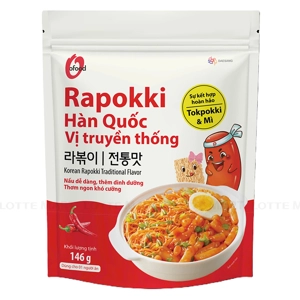 Ofood
Rapokki
Hàn Quốc
Vị truyền thống
라볶이 | 전통맛
Korean Rapokki Traditional Flavor
Nấu dễ dàng, thêm dinh dưỡng
Thơm ngon khó cưỡng
Sự kết hợp
hoàn hảo
Tokpokki
& Mì
Khối lượng tịnh
146 g